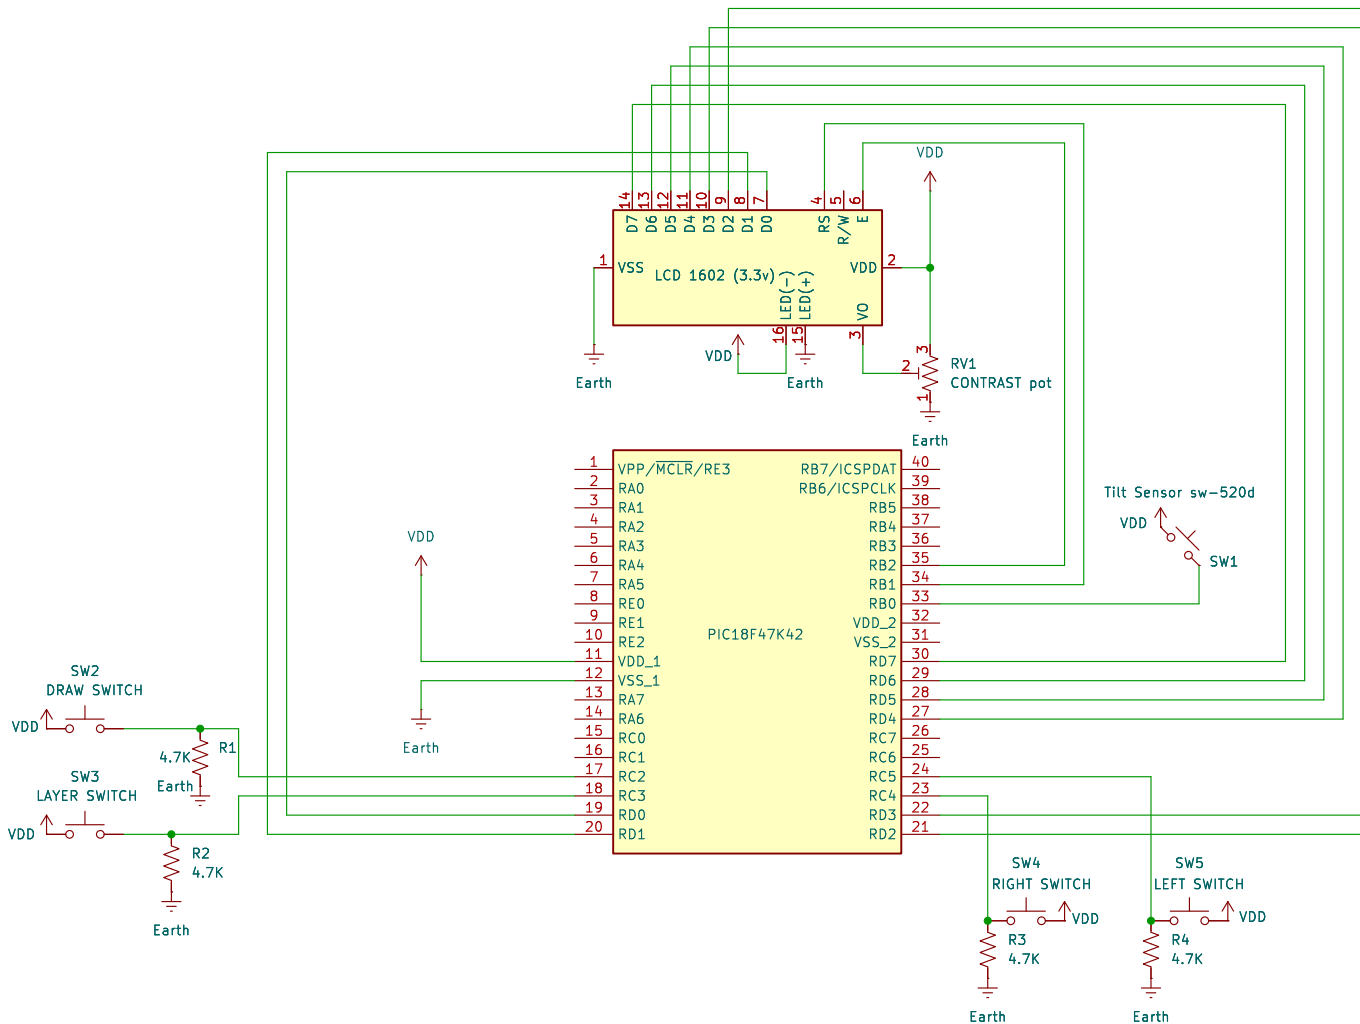 VDD
14
13
12
11
10
9
8
7
4
5
6
D7
D6
D5
D4
D3
D2
D1
D0
RS
R/W
E
1
VSS
LCD 1602 (3.3v)
LED(-)
LED(+)
VDD
2
VO
16
15
3
VDD
Earth
Earth
3
2
1
RV1
CONTRAST pot
Earth
1 VPP/MCLR/RE3
2 RA0
3 RA1
4 RA2
5 RA3
6 RA4
7 RA5
8 RE0
9 RE1
10 RE2
11 VDD_1
12 VSS_1
13 RA7
14 RA6
15 RC0
16 RC1
17 RC2
18 RC3
19 RD0
20 RD1
PIC18F47K42
RB7/ICSPDAT 40
RB6/ICSPCLK 39
RB5 38
RB4 37
RB3 36
RB2 35
RB1 34
RB0 33
VDD_2 32
VSS_2 31
RD7 30
RD6 29
RD5 28
RD4 27
RC7 26
RC6 25
RC5 24
RC4 23
RD3 22
RD2 21
Tilt Sensor sw-520d
VDD
SW1
VDD
Earth
SW2
DRAW SWITCH
VDD
R1
4.7K
Earth
SW3
LAYER SWITCH
VDD
R2
4.7K
Earth
SW4
RIGHT SWITCH
VDD
R3
4.7K
Earth
SW5
LEFT SWITCH
VDD
R4
4.7K
Earth